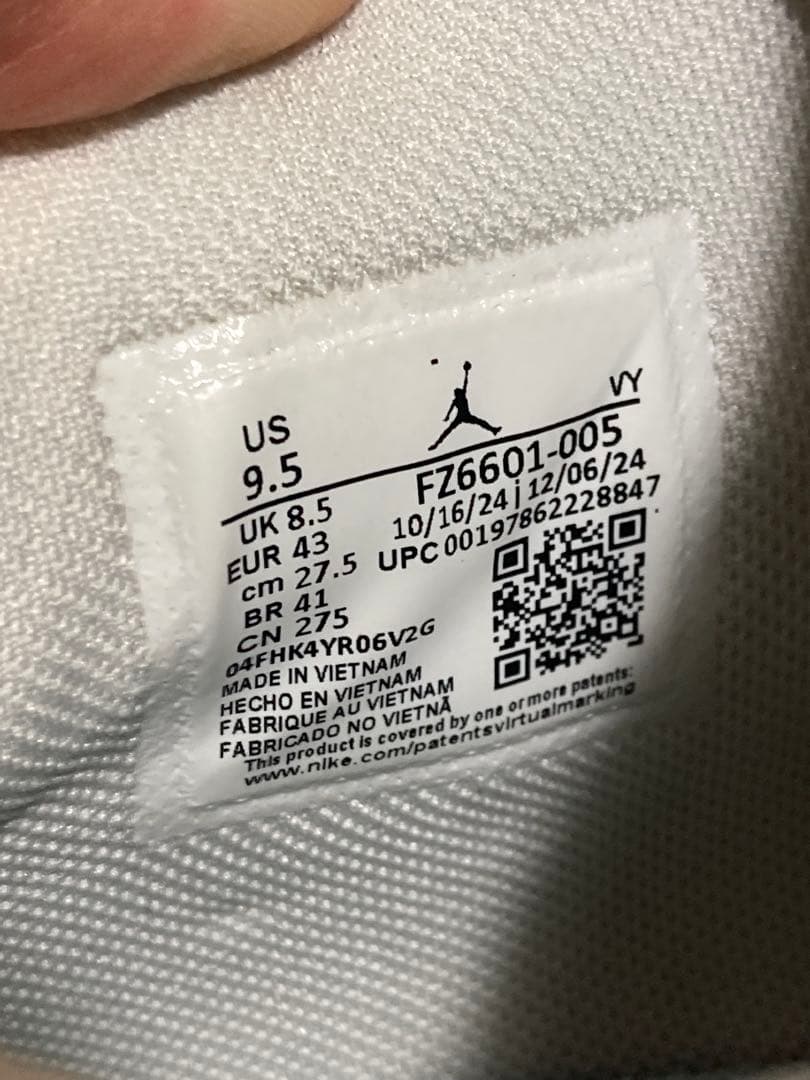 US
VY
9.5
FZ6601-005
UK 8.5
10/16/24 | 12/06/24
EUR 43
UPC 00197862228847
cm 27.5
BR 41
CN 275
04FHK4YR06V2G
MADE IN VIETNAM
HECHO EN VIETNAM
FABRIQUE AU VIETNAM
FABRICADO NO VIETNÃ
This product is covered by one or more patents:
www.nike.com/patentsvirtualmarking